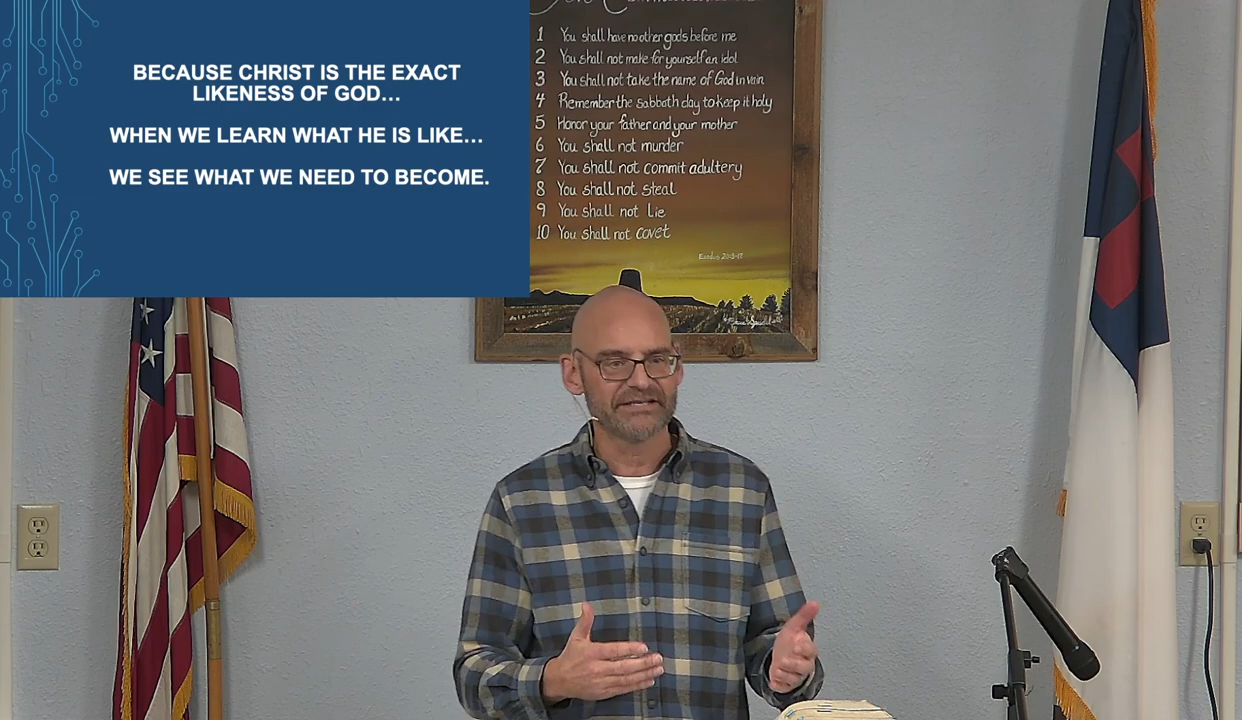 BECAUSE CHRIST IS THE EXACT
LIKENESS OF GOD...
WHEN WE LEARN WHAT HE IS LIKE...
WE SEE WHAT WE NEED TO BECOME.
1 You shall have no other gods before me
2 You shall not make for yourself an idol
3 You shall not take the name of God in vain
4 Remember the sabbath day to keep it holy
5 Honor your father and your mother
6 You shall not murder
7 You shall not commit adultery
8 You shall not steal
9 You shall not Lie
10 You shall not covet
Exodus 20:3-17